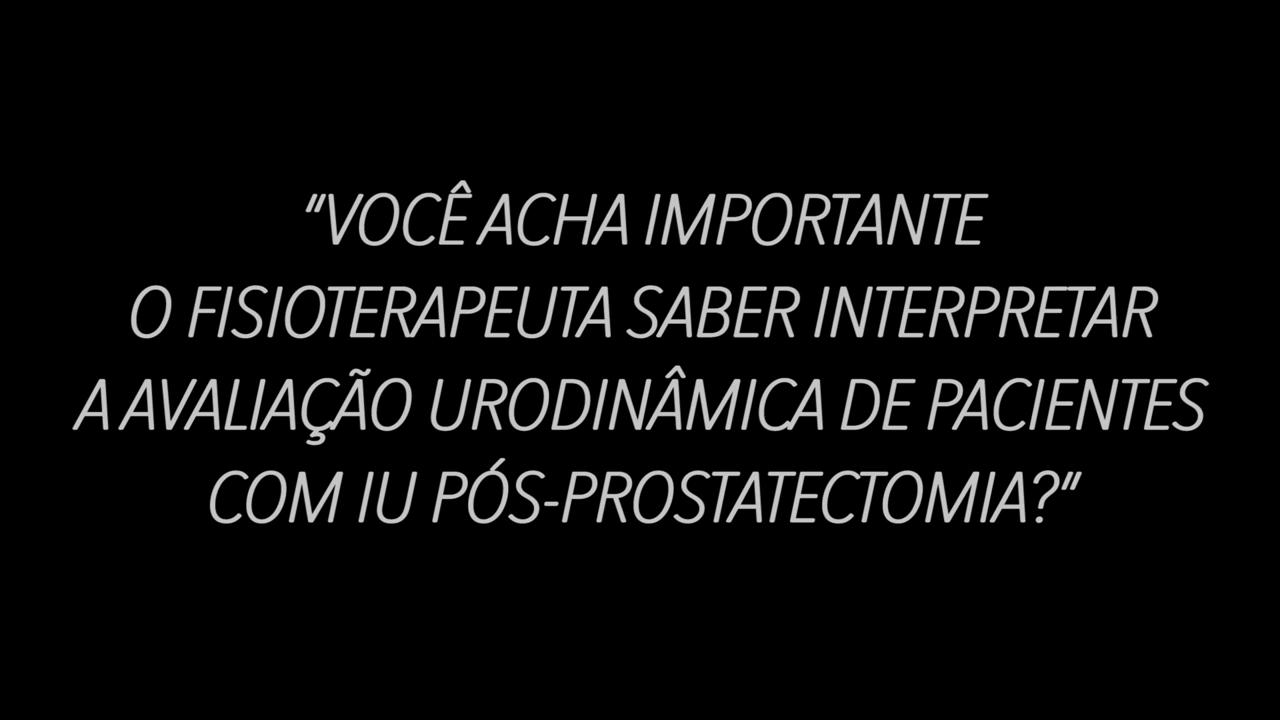 "VOCÊ ACHA IMPORTANTE
O FISIOTERAPEUTA SABER INTERPRETAR
A AVALIAÇÃO URODINÂMICA DE PACIENTES
COM IU PÓS-PROSTATECTOMIA?"